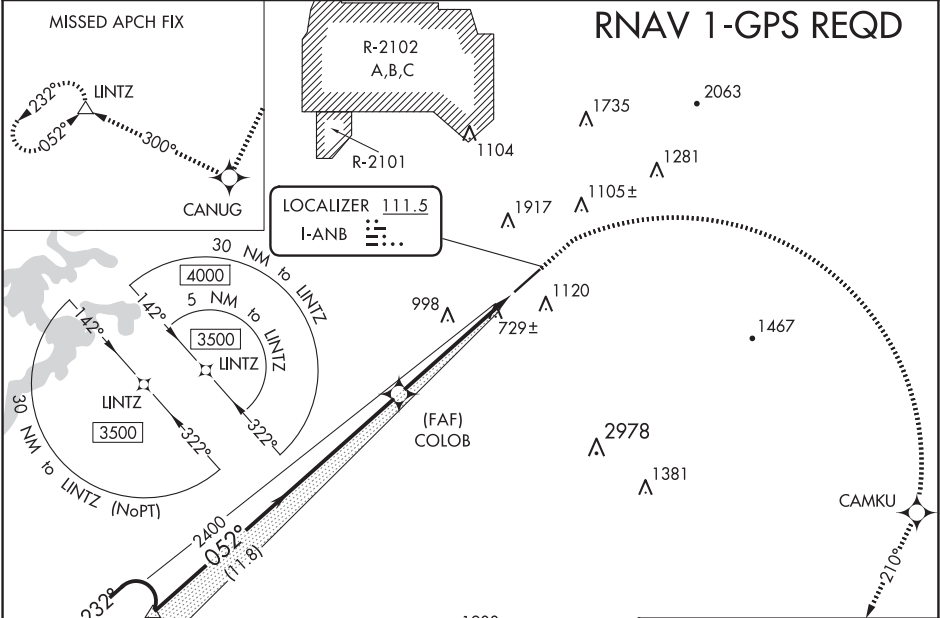 MISSED APCH FIX
RNAV 1-GPS REQD
R-2102
A,B,C
LINTZ
232°
052°
300°
CANUG
R-2101
1104
1735
2063
1281
1105±
1917
LOCALIZER 111.5
I-ANB
30 NM to LINTZ
4000
5 NM to LINTZ
3500
LINTZ
142°
322°
142°
LINTZ
3500
322°
30 NM to LINTZ (NoPT)
998
729±
1120
1467
(FAF)
COLOB
2978
1381
CAMKU
210°
2400
052°
(11.8)
232°